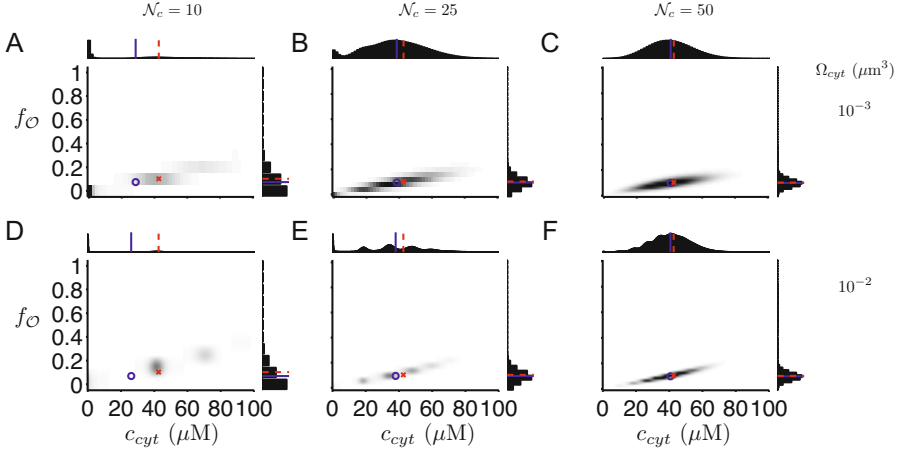 𝒩c = 10 𝒩c = 25 𝒩c = 50
A B C
Ωcyt (μm³)
1
0.8
0.6
f𝒪 10⁻³
0.4
0.2
0
D E F
1
0.8
0.6
f𝒪 10⁻²
0.4
0.2
0
0 20 40 60 80 100 0 20 40 60 80 100 0 20 40 60 80 100
ccyt (μM) ccyt (μM) ccyt (μM)